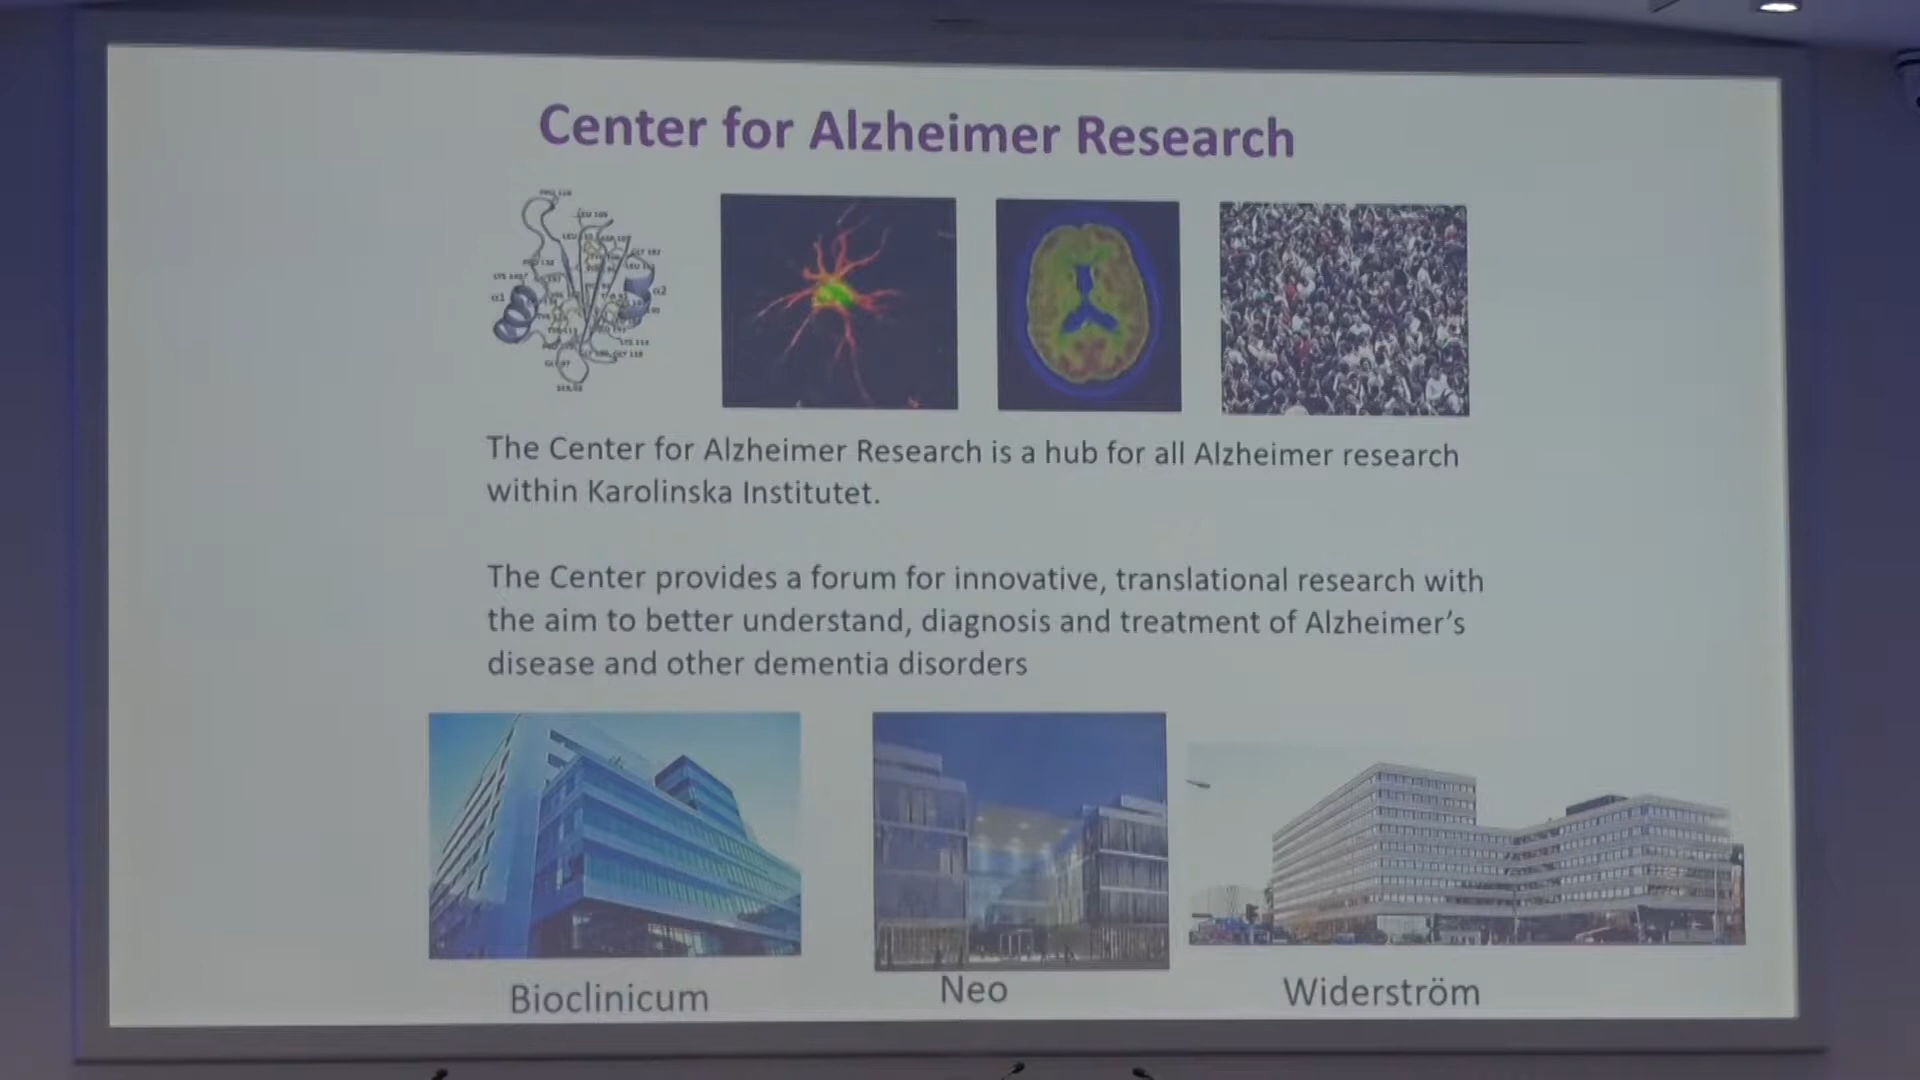 Center for Alzheimer Research
α1
α2
The Center for Alzheimer Research is a hub for all Alzheimer research
within Karolinska Institutet.
The Center provides a forum for innovative, translational research with
the aim to better understand, diagnosis and treatment of Alzheimer’s
disease and other dementia disorders
Bioclinicum
Neo
Widerström